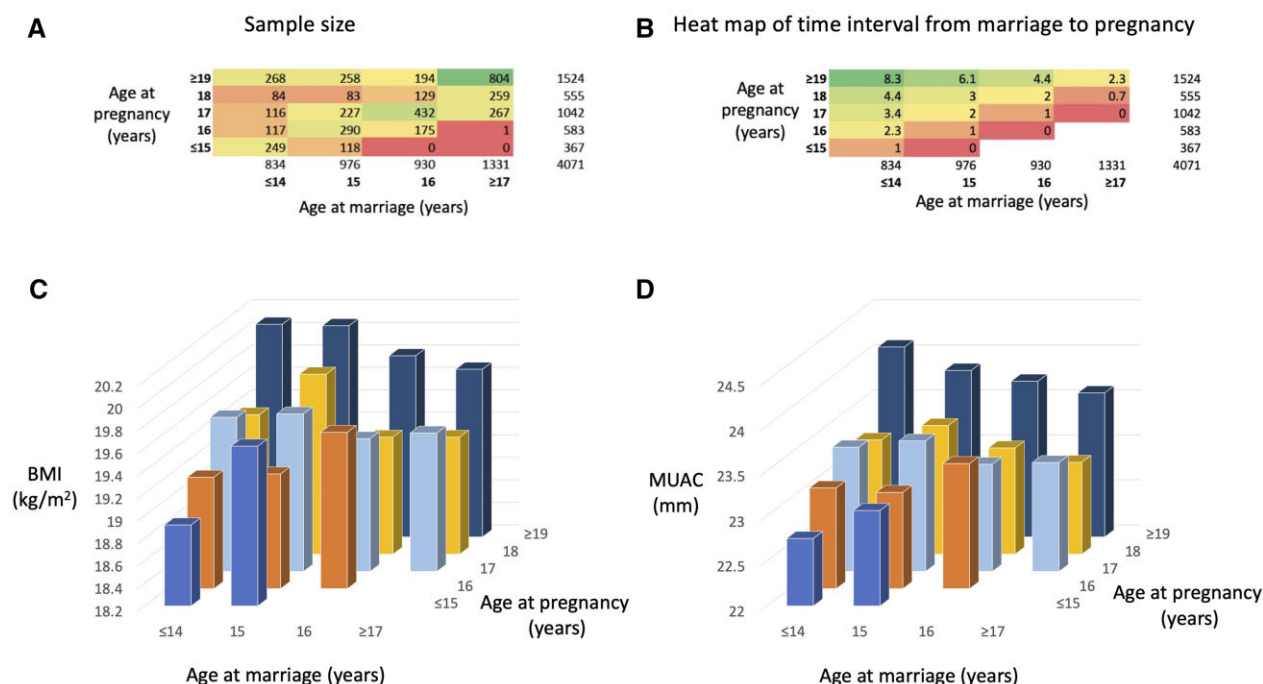 A Sample size
≥19 268 258 194 804 1524
18 84 83 129 259 555
17 116 227 432 267 1042
16 117 290 175 1 583
≤15 249 118 0 0 367
834 976 930 1331 4071
≤14 15 16 ≥17
Age at
pregnancy
(years)
Age at marriage (years)
B Heat map of time interval from marriage to pregnancy
≥19 8.3 6.1 4.4 2.3 1524
18 4.4 3 2 0.7 555
17 3.4 2 1 0 1042
16 2.3 1 0 583
≤15 1 0 367
834 976 930 1331 4071
≤14 15 16 ≥17
Age at
pregnancy
(years)
Age at marriage (years)
C
20.2
20
19.8
19.6
19.4
19.2
19
18.8
18.6
18.4
18.2
BMI
(kg/m²)
≥19
18
17
16
≤15
Age at pregnancy
(years)
≤14 15 16 ≥17
Age at marriage (years)
D
24.5
24
23.5
23
22.5
22
MUAC
(mm)
≥19
18
17
16
≤15
Age at pregnancy
(years)
≤14 15 16 ≥17
Age at marriage (years)